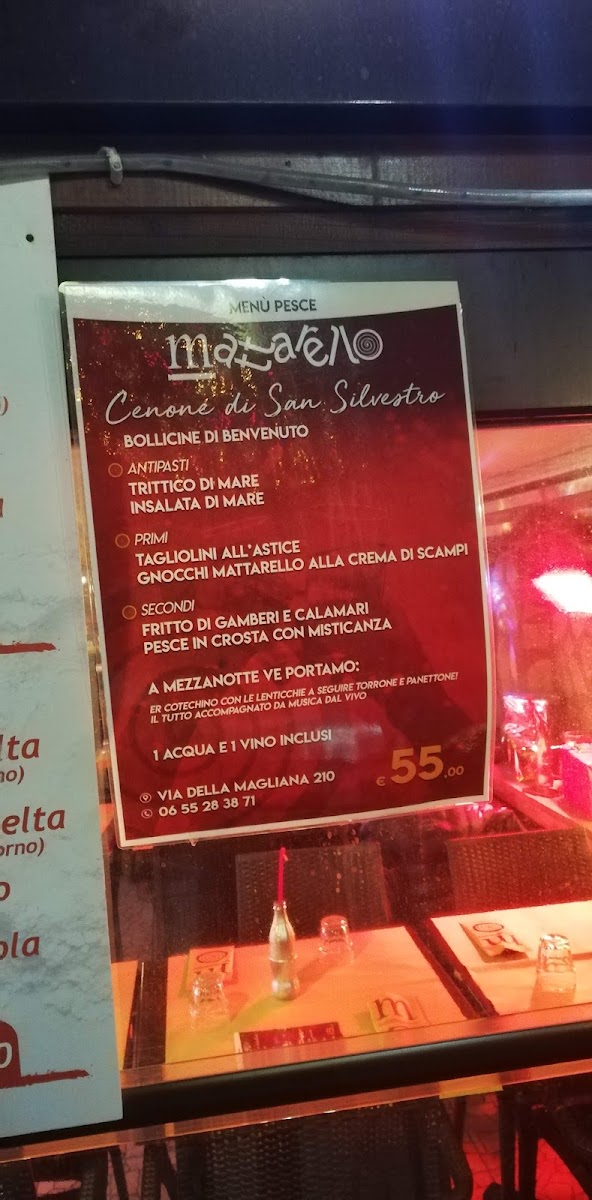 MENÙ PESCE
mattarello
Cenone di San Silvestro
BOLLICINE DI BENVENUTO
ANTIPASTI
TRITTICO DI MARE
INSALATA DI MARE
PRIMI
TAGLIOLINI ALL'ASTICE
GNOCCHI MATTARELLO ALLA CREMA DI SCAMPI
SECONDI
FRITTO DI GAMBERI E CALAMARI
PESCE IN CROSTA CON MISTICANZA
A MEZZANOTTE VE PORTAMO:
ER COTECHINO CON LE LENTICCHIE A SEGUIRE TORRONE E PANETTONE!
IL TUTTO ACCOMPAGNATO DA MUSICA DAL VIVO
1 ACQUA E 1 VINO INCLUSI
€ 55,00
VIA DELLA MAGLIANA 210
06 55 28 38 71
m